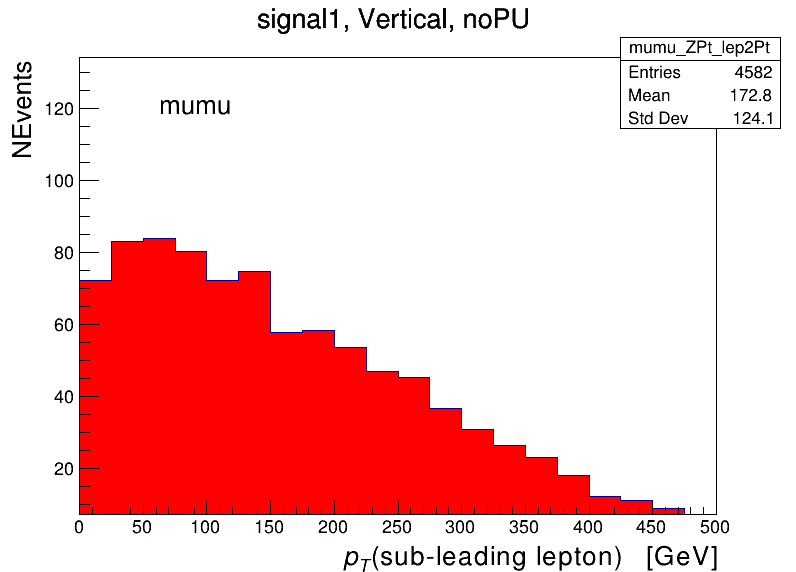 signal1, Vertical, noPU
mumu_ZPt_lep2Pt
Entries 4582
Mean 172.8
Std Dev 124.1
NEvents
mumu
120
100
80
60
40
20
0 50 100 150 200 250 300 350 400 450 500
pT(sub-leading lepton) [GeV]